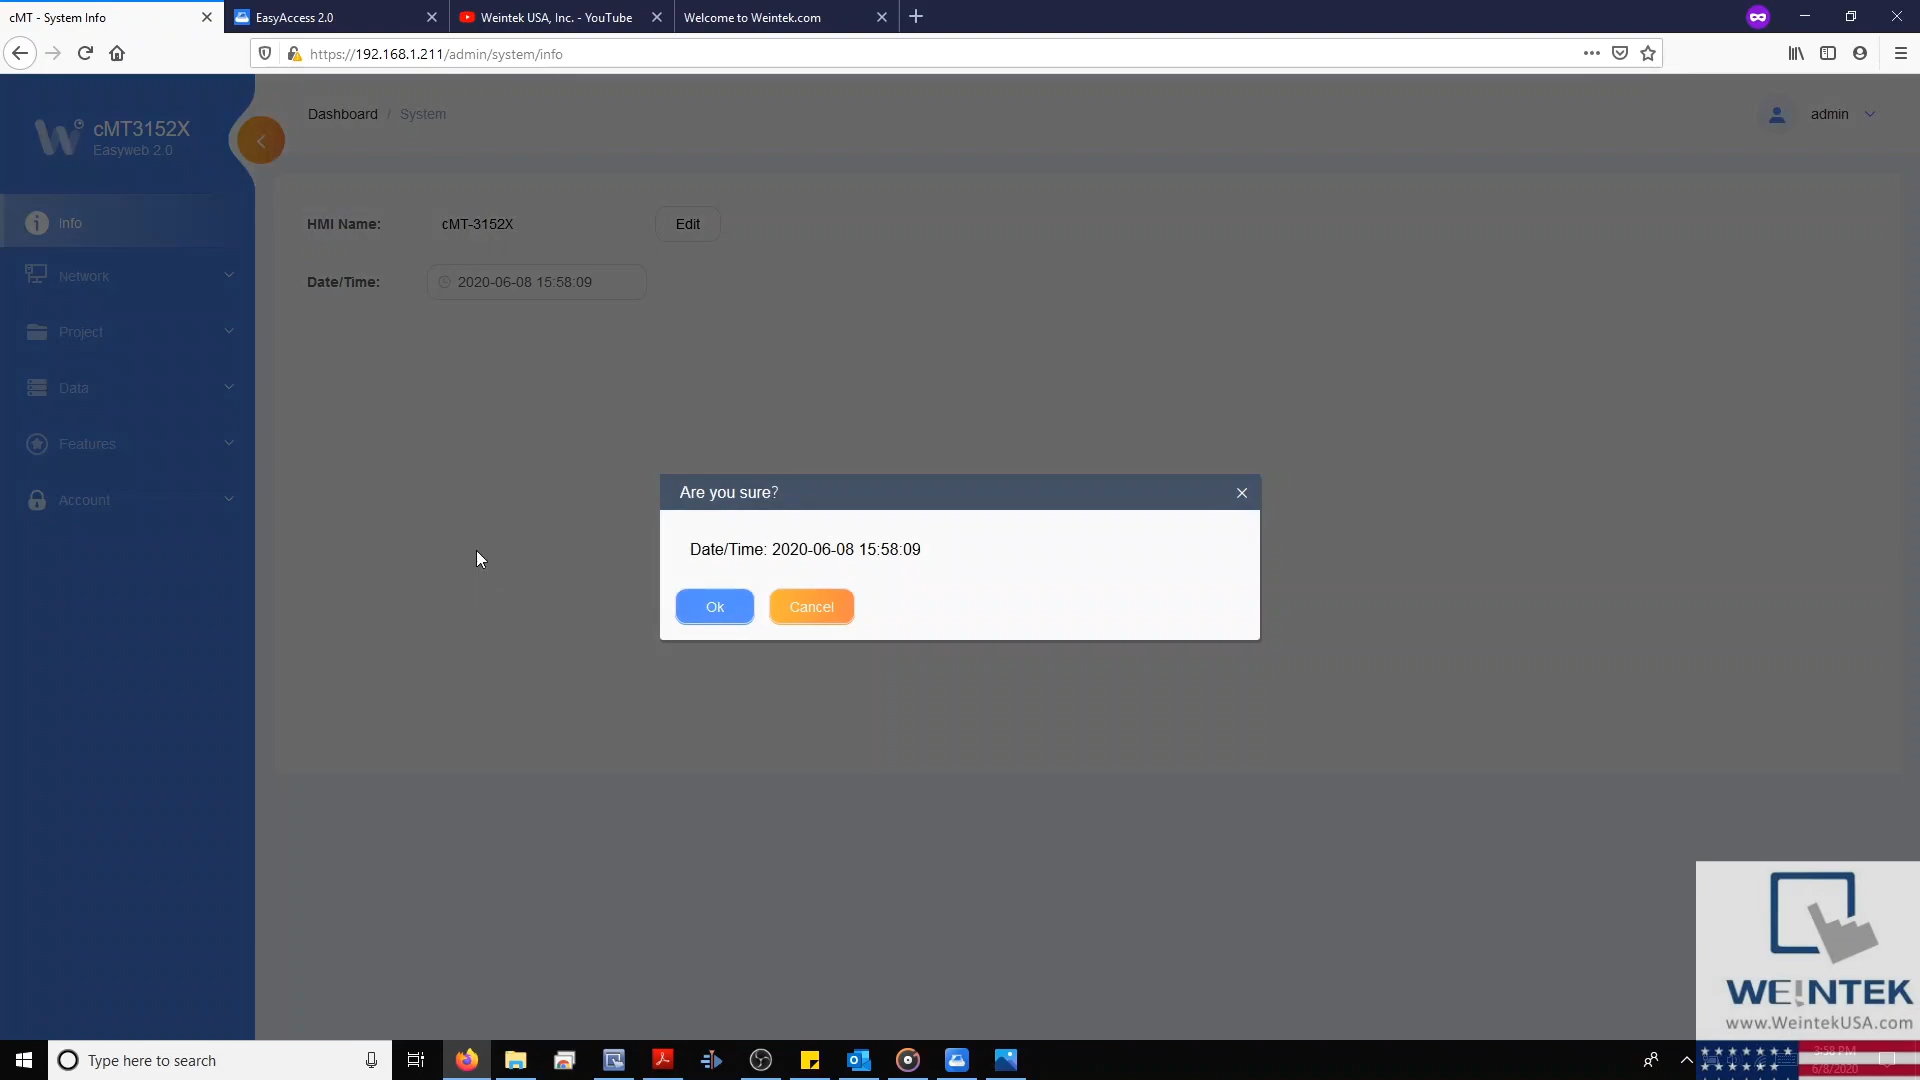 cMT - System Info
EasyAccess 2.0
Weintek USA, Inc. - YouTube
Welcome to Weintek.com
https://192.168.1.211/admin/system/info
cMT3152X
Easyweb 2.0
Dashboard / System
admin
Info
Network
Project
Data
Features
Account
HMI Name:
cMT-3152X
Edit
Date/Time:
2020-06-08 15:58:09
Are you sure?
Date/Time: 2020-06-08 15:58:09
Ok
Cancel
WEINTEK
www.WeintekUSA.com
Type here to search
3:58 PM
6/8/2020